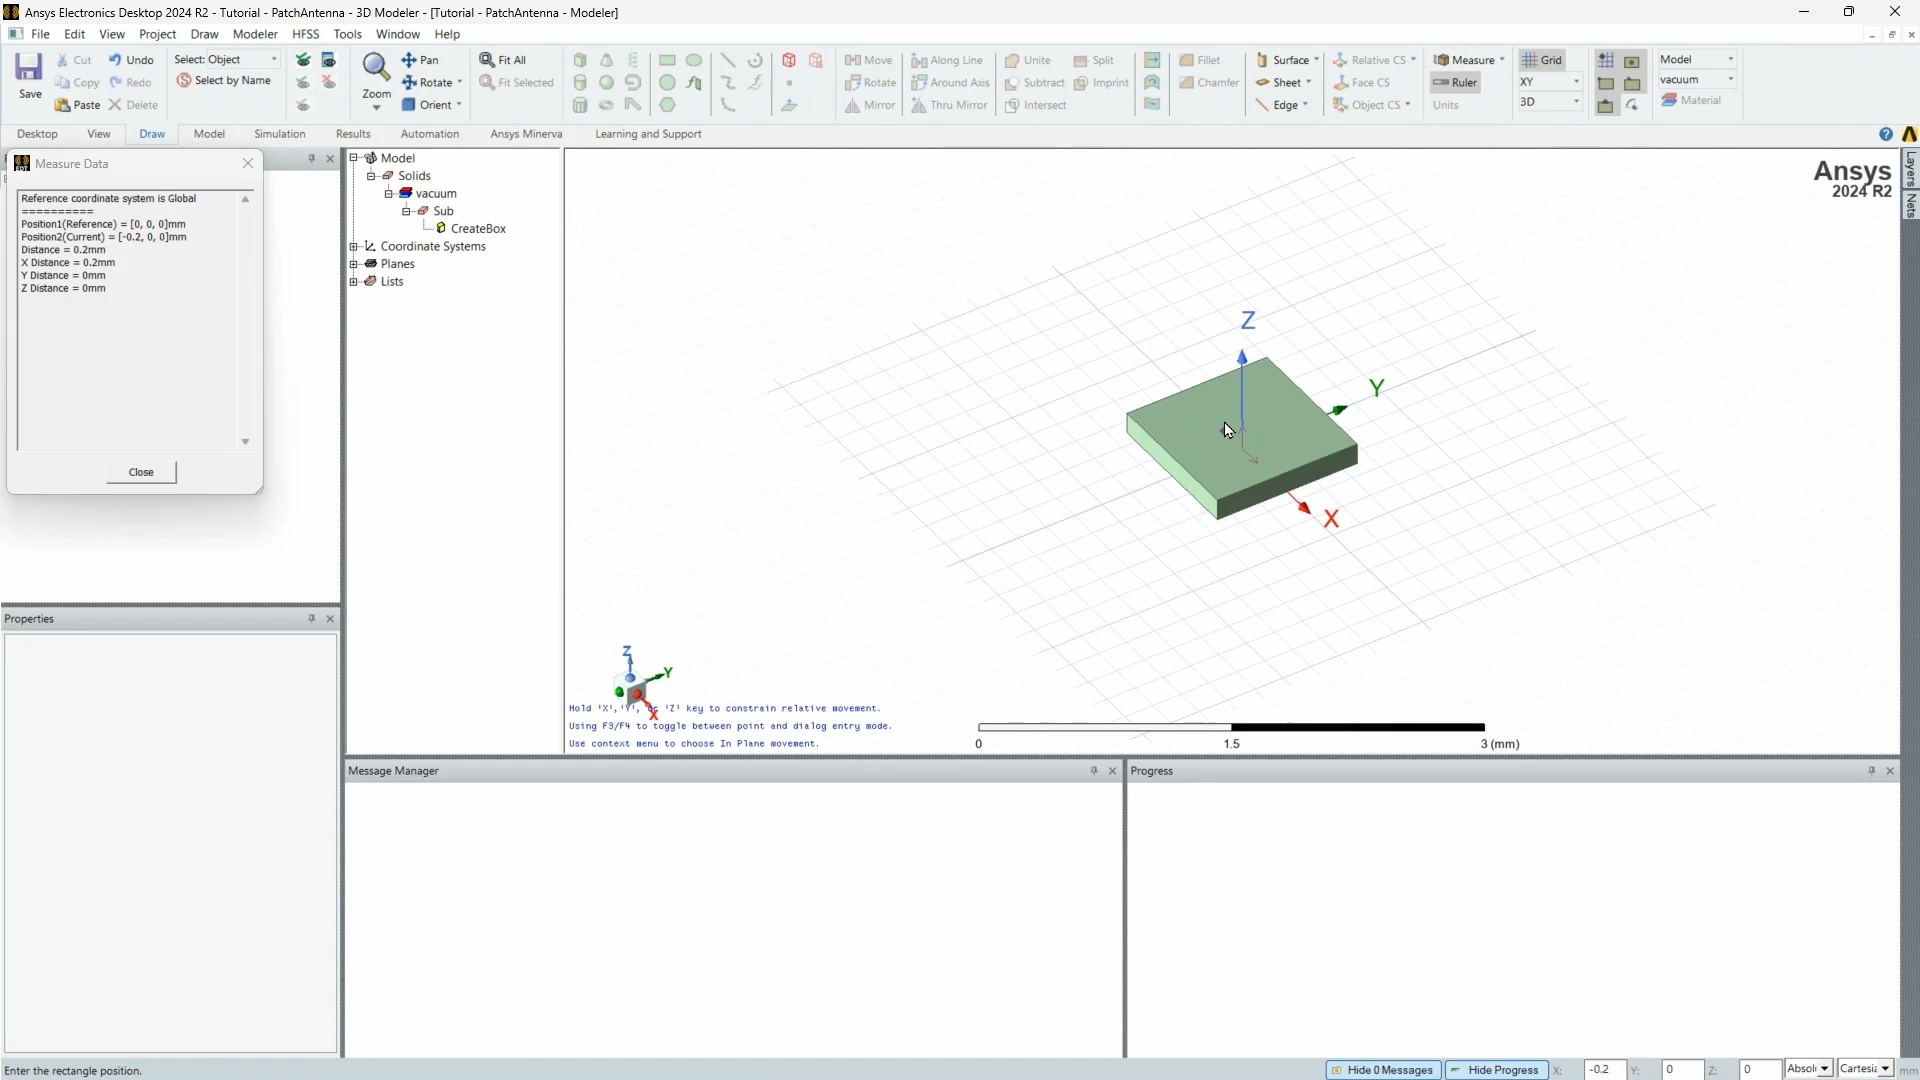 Ansys Electronics Desktop 2024 R2 - Tutorial - PatchAntenna - 3D Modeler - [Tutorial - PatchAntenna - Modeler]
File Edit View Project Draw Modeler HFSS Tools Window Help
Save
Cut
Copy
Paste
Undo
Redo
Delete
Select: Object
Select by Name
Zoom
Pan
Rotate
Orient
Fit All
Fit Selected
Move
Rotate
Mirror
Along Line
Around Axis
Thru Mirror
Unite
Subtract
Intersect
Split
Imprint
Fillet
Chamfer
Surface
Sheet
Edge
Relative CS
Face CS
Object CS
Measure
Ruler
Units
Grid
XY
3D
Model
vacuum
Material
Desktop View Draw Model Simulation Results Automation Ansys Minerva Learning and Support
Measure Data
Reference coordinate system is Global
==========
Position1(Reference) = [0, 0, 0]mm
Position2(Current) = [-0.2, 0, 0]mm
Distance = 0.2mm
X Distance = 0.2mm
Y Distance = 0mm
Z Distance = 0mm
Close
Model
Solids
vacuum
Sub
CreateBox
Coordinate Systems
Planes
Lists
Ansys
2024 R2
Layers
Nets
Z
Y
X
Z
Y
X
Hold 'X', 'Y', or 'Z' key to constrain relative movement.
Using F3/F4 to toggle between point and dialog entry mode.
Use context menu to choose In Plane movement.
0 1.5 3 (mm)
Properties
Message Manager
Progress
Enter the rectangle position.
Hide 0 Messages
Hide Progress
X: -0.2 Y: 0 Z: 0 Absolu Cartesia mm